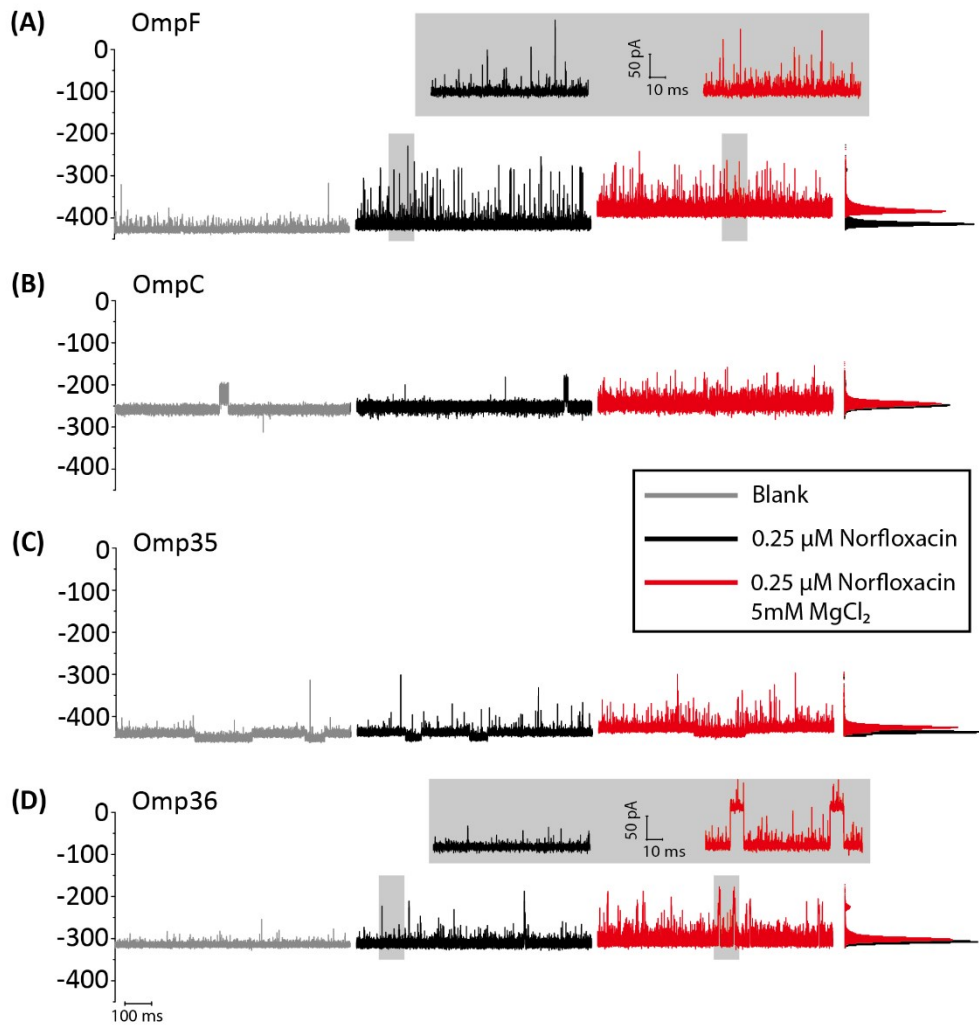 (A) OmpF
0
-100
-200
-300
-400
50 pA
10 ms
(B) OmpC
0
-100
-200
-300
-400
Blank
0.25 µM Norfloxacin
0.25 µM Norfloxacin
5mM MgCl₂
(C) Omp35
0
-100
-200
-300
-400
(D) Omp36
0
-100
-200
-300
-400
50 pA
10 ms
100 ms